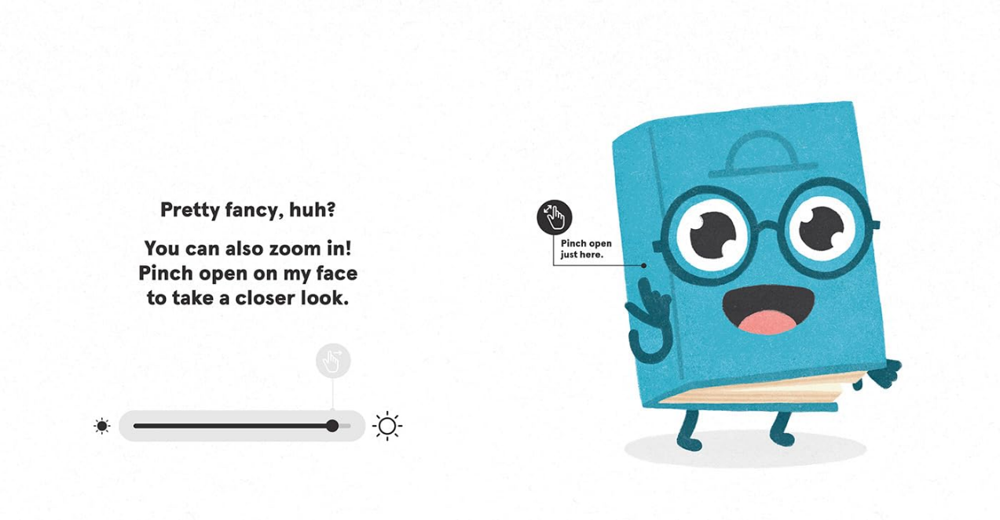 Pretty fancy, huh?
You can also zoom in!
Pinch open on my face
to take a closer look.
Pinch open
just here.